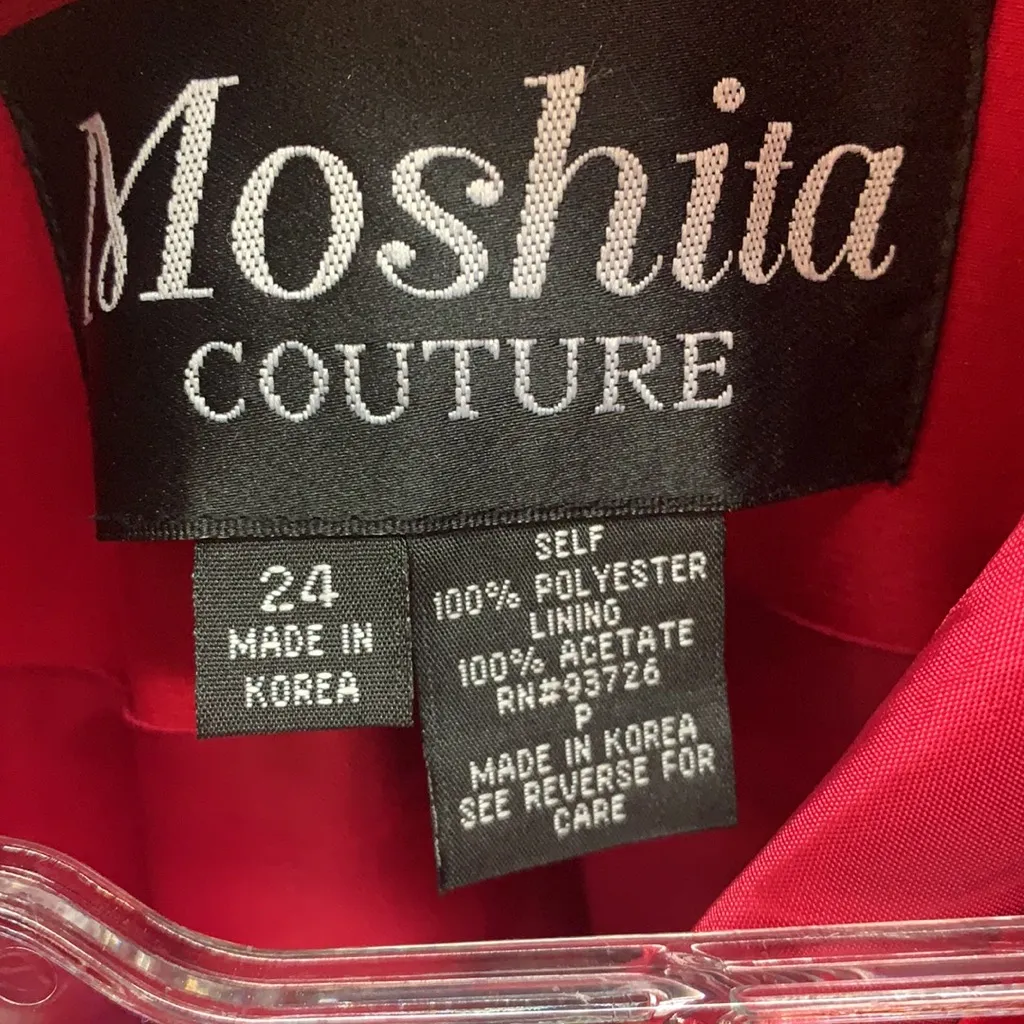 Moshita
COUTURE
24
MADE IN
KOREA
SELF
100% POLYESTER
LINING
100% ACETATE
RN#93726
P
MADE IN KOREA
SEE REVERSE FOR
CARE